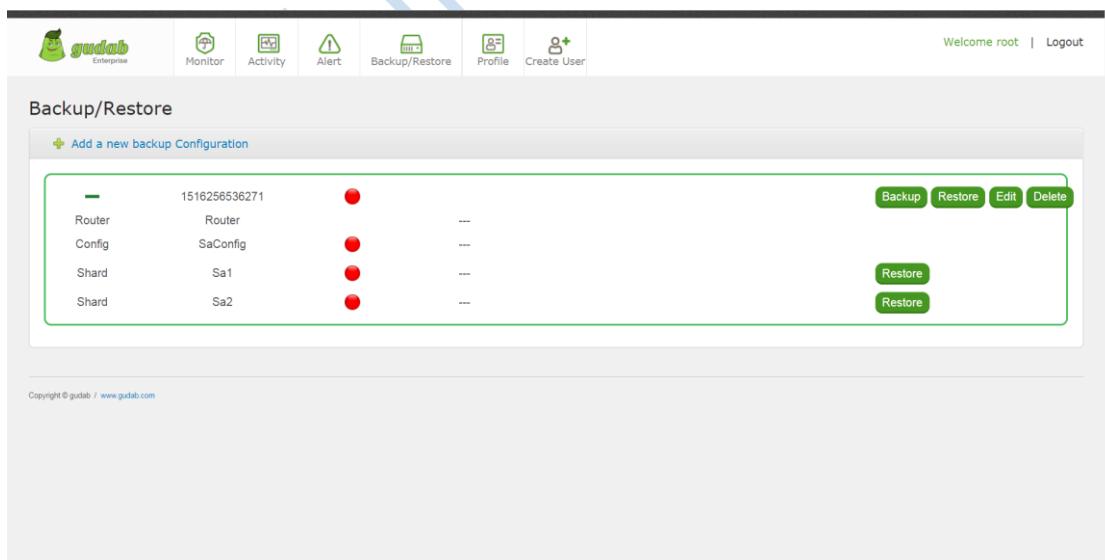 gudab
Enterprise
Monitor
Activity
Alert
Backup/Restore
Profile
Create User
Welcome root | Logout
Backup/Restore
Add a new backup Configuration
1516256536271 Backup Restore Edit Delete
Router Router ---
Config SaConfig ---
Shard Sa1 --- Restore
Shard Sa2 --- Restore
Copyright © gudab / www.gudab.com